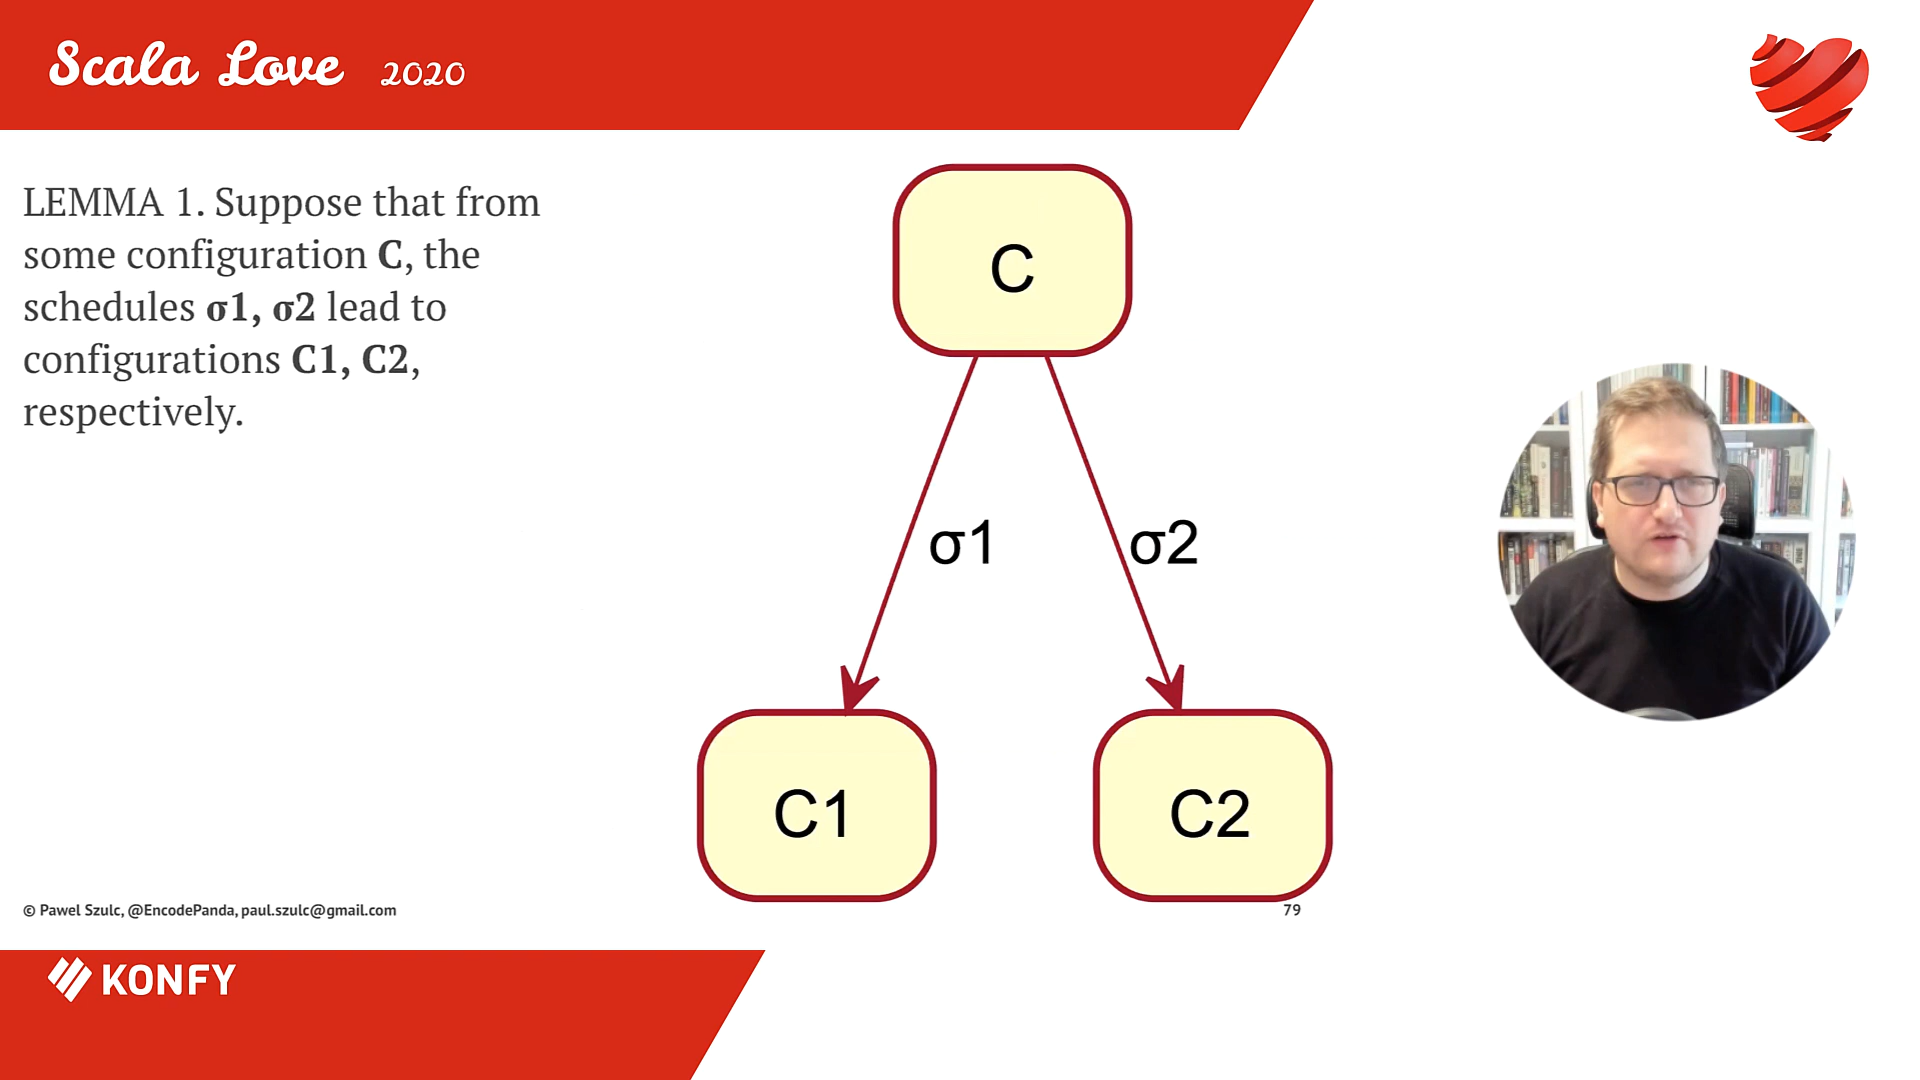 Scala Love 2020
LEMMA 1. Suppose that from
some configuration C, the
schedules σ1, σ2 lead to
configurations C1, C2,
respectively.
C
σ1
σ2
C1
C2
© Pawel Szulc, @EncodePanda, paul.szulc@gmail.com
79
KONFY